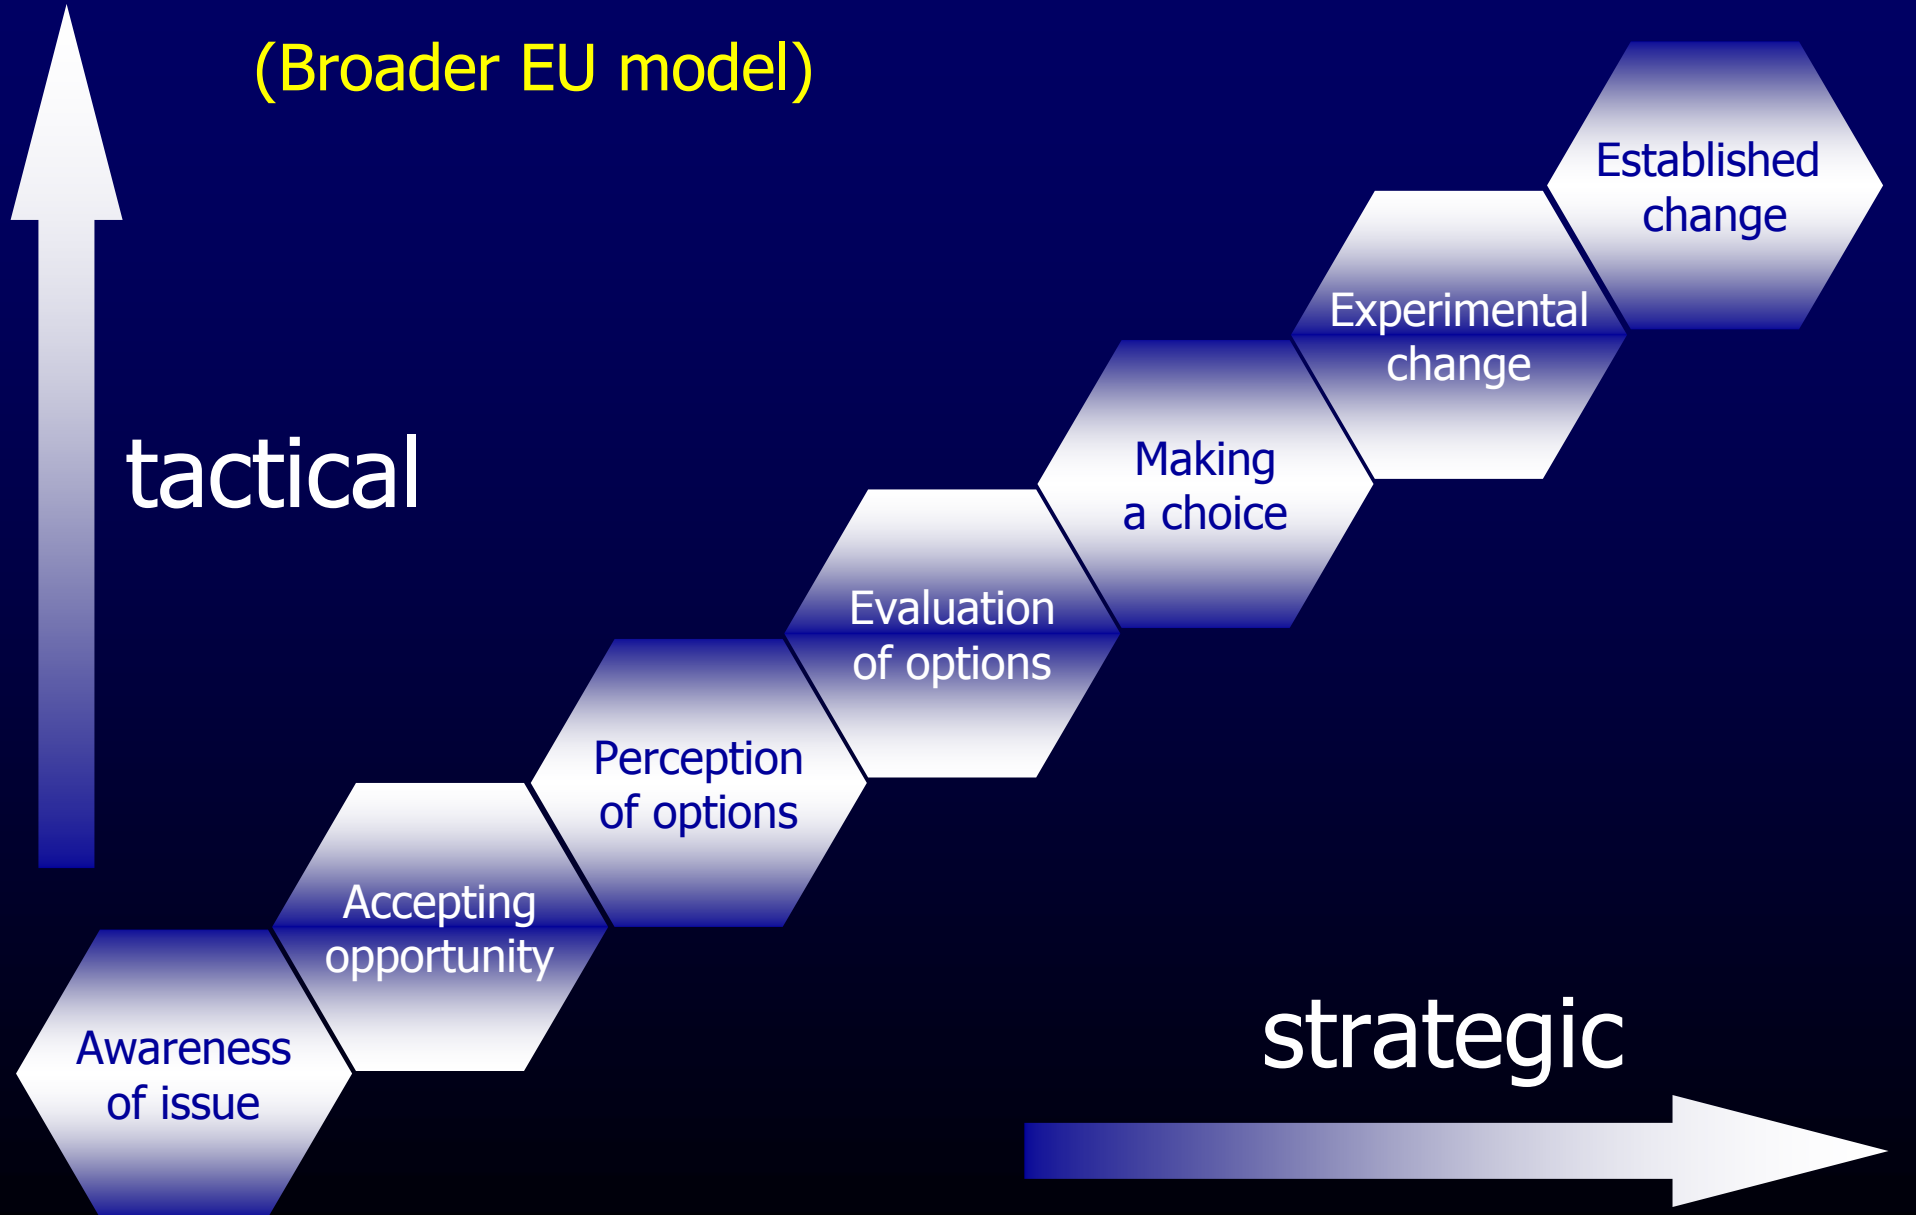 (Broader EU model)
Established
change
Experimental
change
tactical
Making
a choice
Evaluation
of options
Perception
of options
Accepting
opportunity
strategic
Awareness
of issue